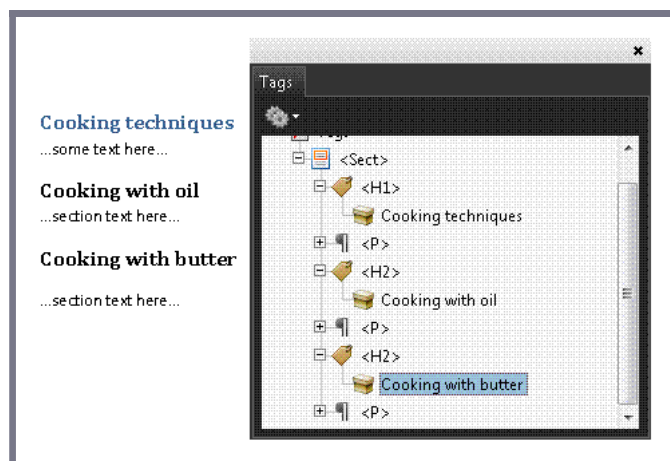 Cooking techniques
...some text here...
Cooking with oil
...section text here...
Cooking with butter
...section text here...
Tags
<Sect>
<H1>
Cooking techniques
<P>
<H2>
Cooking with oil
<P>
<H2>
Cooking with butter
<P>